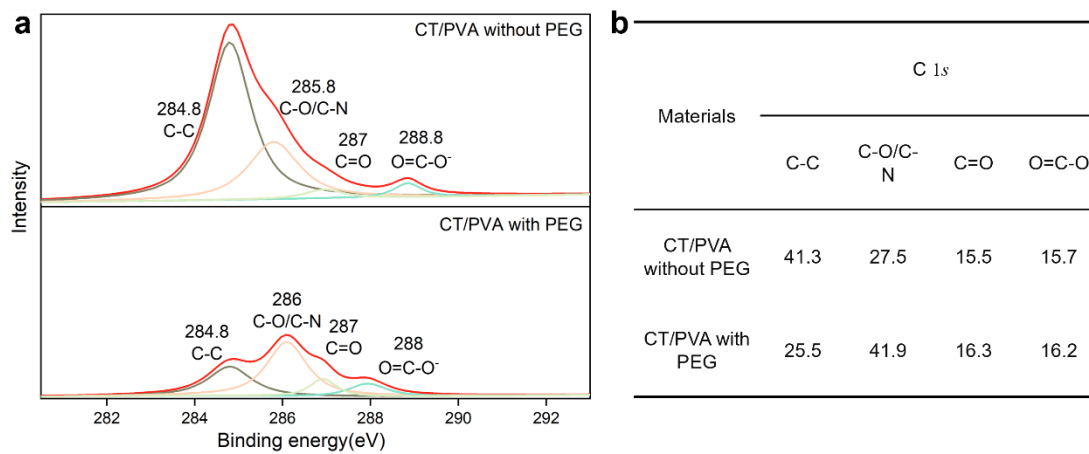 a
CT/PVA without PEG
284.8
C-C
285.8
C-O/C-N
287
C=O
288.8
O=C-O⁻
Intensity
CT/PVA with PEG
284.8
C-C
286
C-O/C-N
287
C=O
288
O=C-O⁻
282 284 286 288 290 292
Binding energy(eV)
b
C 1s
Materials
C-C C-O/C- C=O O=C-O
N
CT/PVA
without PEG 41.3 27.5 15.5 15.7
CT/PVA with
PEG 25.5 41.9 16.3 16.2